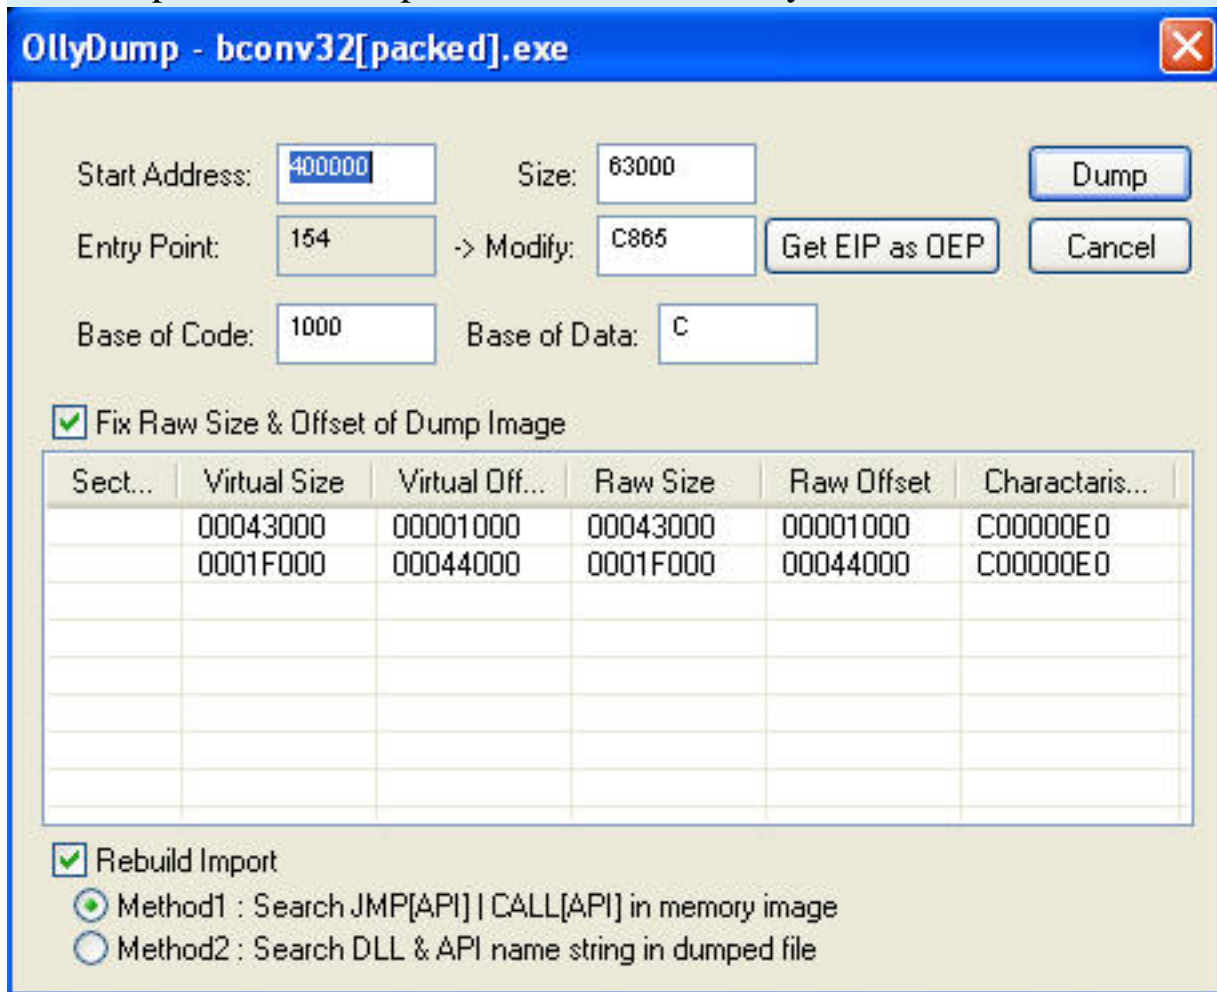 OllyDump - bconv32[packed].exe
Start Address: 400000 Size: 63000 Dump
Entry Point: 154 -> Modify: C865 Get EIP as OEP Cancel
Base of Code: 1000 Base of Data: C
Fix Raw Size & Offset of Dump Image
Sect... Virtual Size Virtual Off... Raw Size Raw Offset Charactaris...
00043000 00001000 00043000 00001000 C00000E0
0001F000 00044000 0001F000 00044000 C00000E0
Rebuild Import
Method1 : Search JMP[API] | CALL[API] in memory image
Method2 : Search DLL & API name string in dumped file